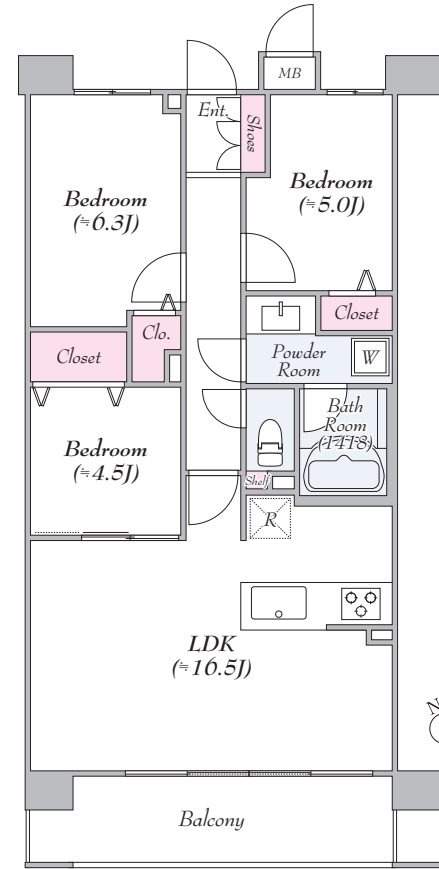 MB
Ent.
Shoes
Bedroom
(≒6.3J)
Bedroom
(≒5.0J)
Closet
Clo.
Closet
Powder
Room
W
Bedroom
(≒4.5J)
Bath
Room
(1418)
Shelf
R
LDK
(≒16.5J)
N
Balcony